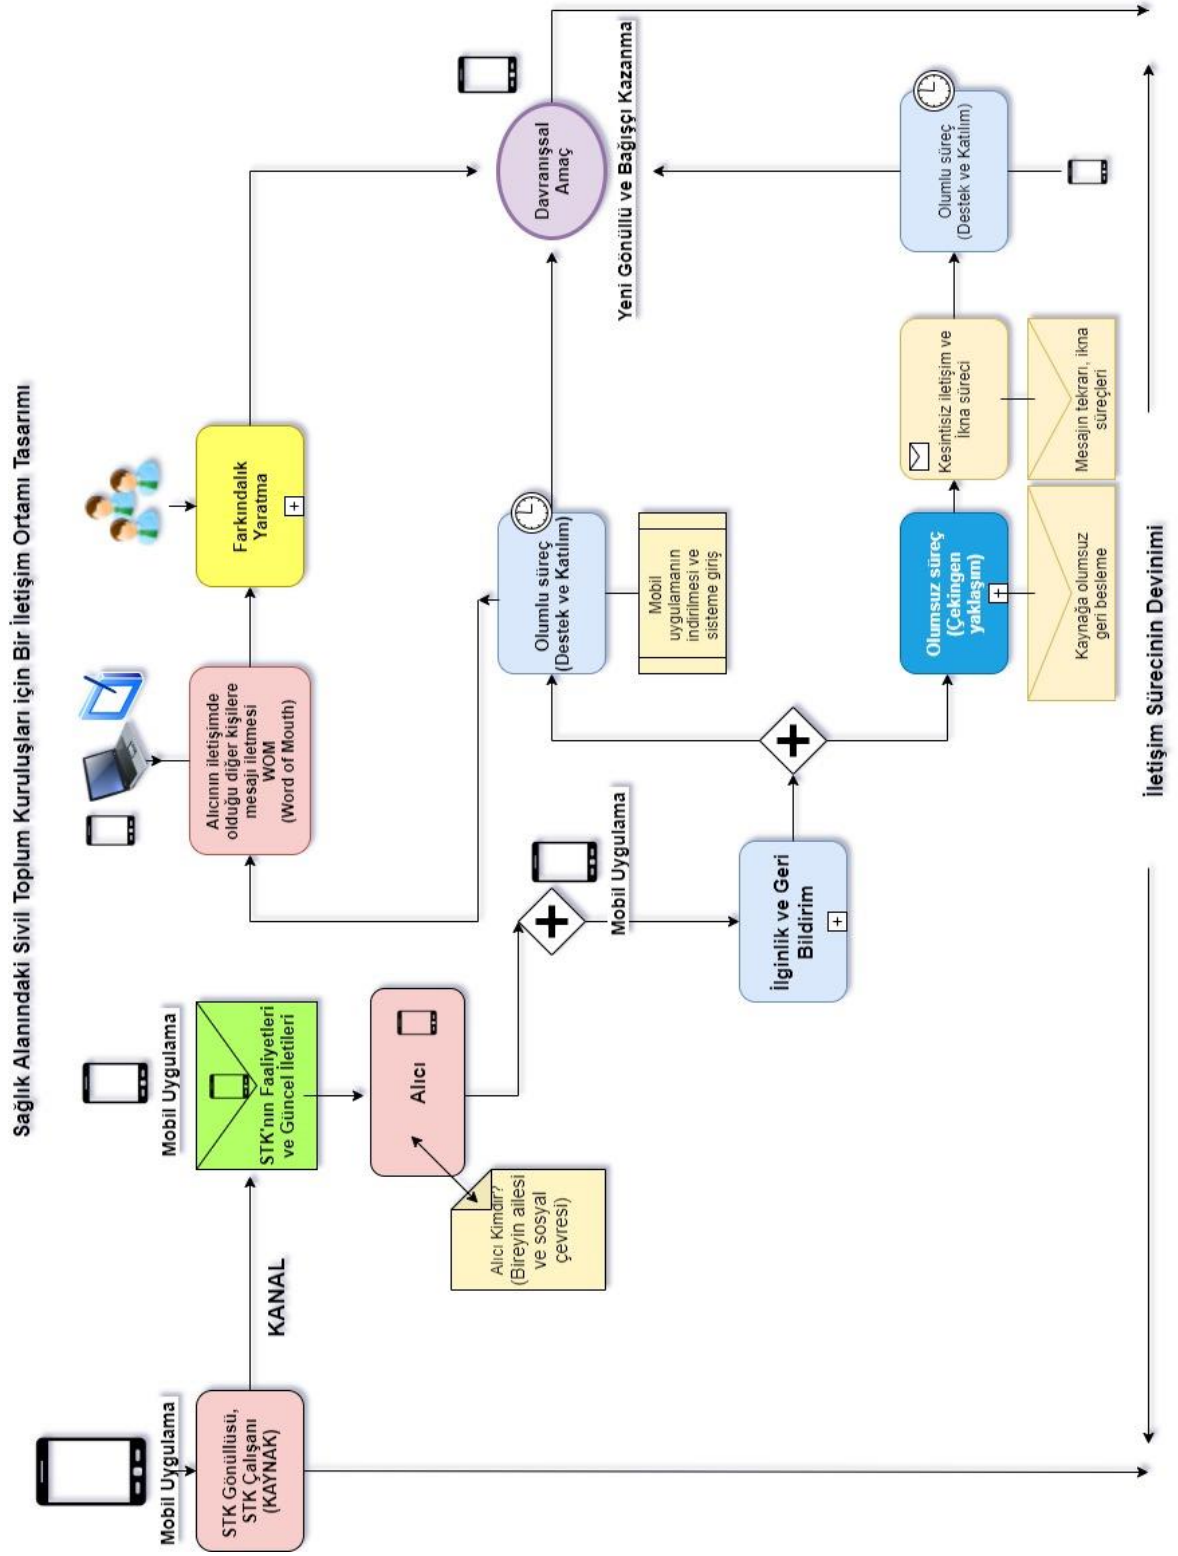 Sağlık Alanındaki Sivil Toplum Kuruluşları için Bir İletişim Ortamı Tasarımı
Mobil Uygulama
STK Gönüllüsü,
STK Çalışanı
(KAYNAK)
KANAL
Mobil Uygulama
STK'nın Faaliyetleri
ve Güncel İletileri
Alıcı
Alıcı Kimdir?
(Bireyin ailesi
ve sosyal
çevresi)
Mobil Uygulama
İlginlik ve Geri
Bildirim
Alıcının iletişimde
olduğu diğer kişilere
mesajı iletmesi
WOM
(Word of Mouth)
Farkındalık
Yaratma
Olumlu süreç
(Destek ve Katılım)
Mobil
uygulamanın
indirilmesi ve
sisteme giriş
Olumsuz süreç
(Çekingen
yaklaşım)
Kaynağa olumsuz
geri besleme
Kesintisiz iletişim ve
İkna süreci
Mesajın tekrarı, ikna
süreçleri
Olumlu süreç
(Destek ve Katılım)
Davranışsal
Amaç
Yeni Gönüllü ve Bağışçı Kazanma
İletişim Sürecinin Devinimi